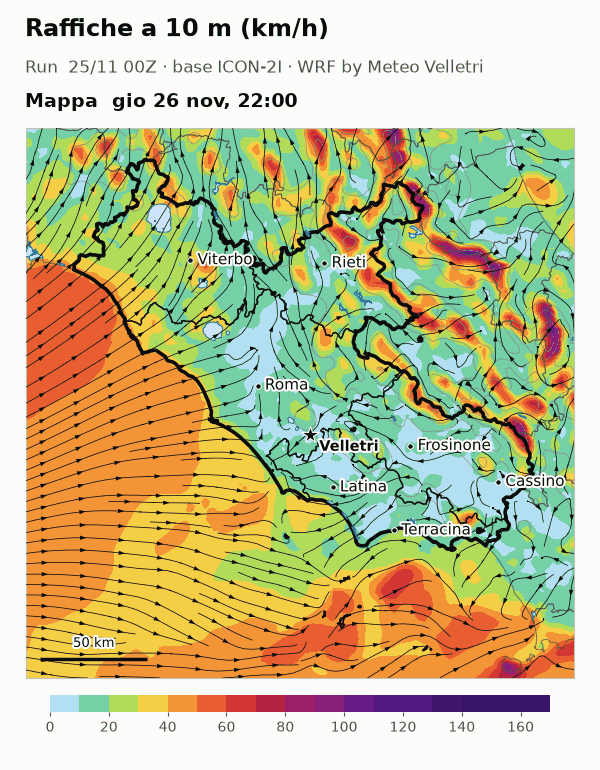 Raffiche a 10 m (km/h)
Run  25/11 00Z · base ICON-2I · WRF by Meteo Velletri
Mappa  gio 26 nov, 22:00
Viterbo
Rieti
Roma
Velletri
Frosinone
Cassino
Latina
Terracina
50 km
0 20 40 60 80 100 120 140 160